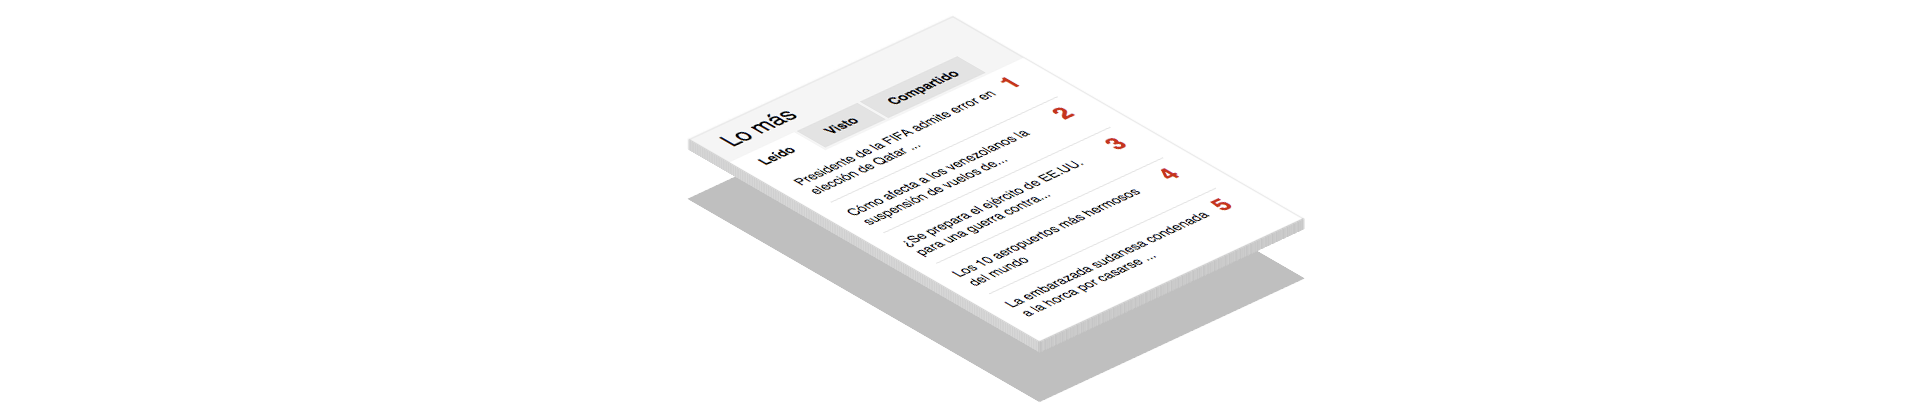 Lo más
Leído
Visto
Compartido
Presidente de la FIFA admite error en
elección de Qatar ...
1
Cómo afecta a los venezolanos la
suspensión de vuelos de...
2
¿Se prepara el ejército de EE.UU.
para una guerra contra...
3
Los 10 aeropuertos más hermosos
del mundo
4
La embarazada sudanesa condenada
a la horca por casarse ...
5